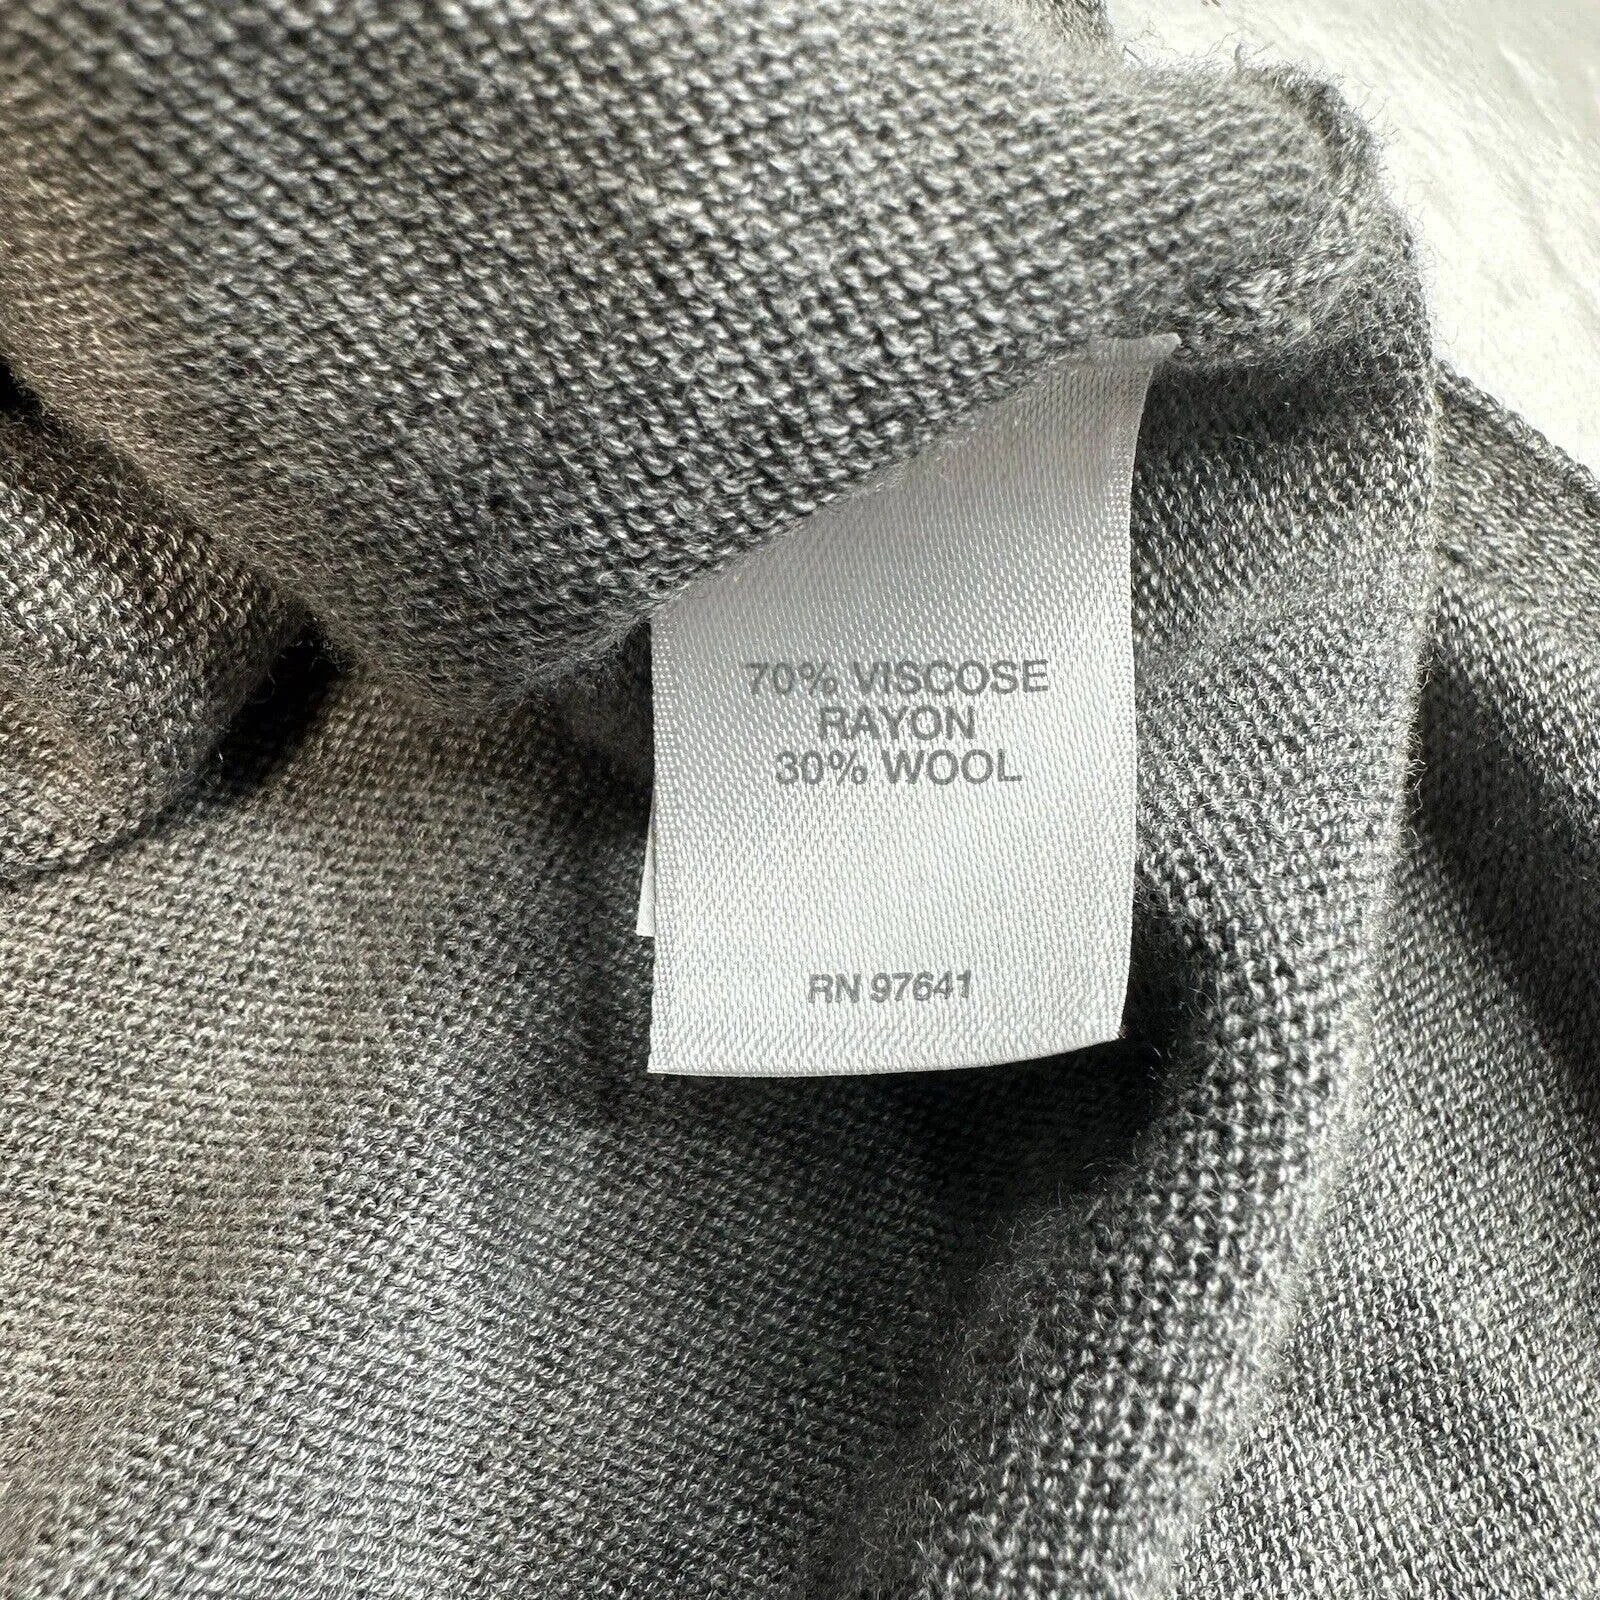 70% VISCOSE
RAYON
30% WOOL
RN 97641